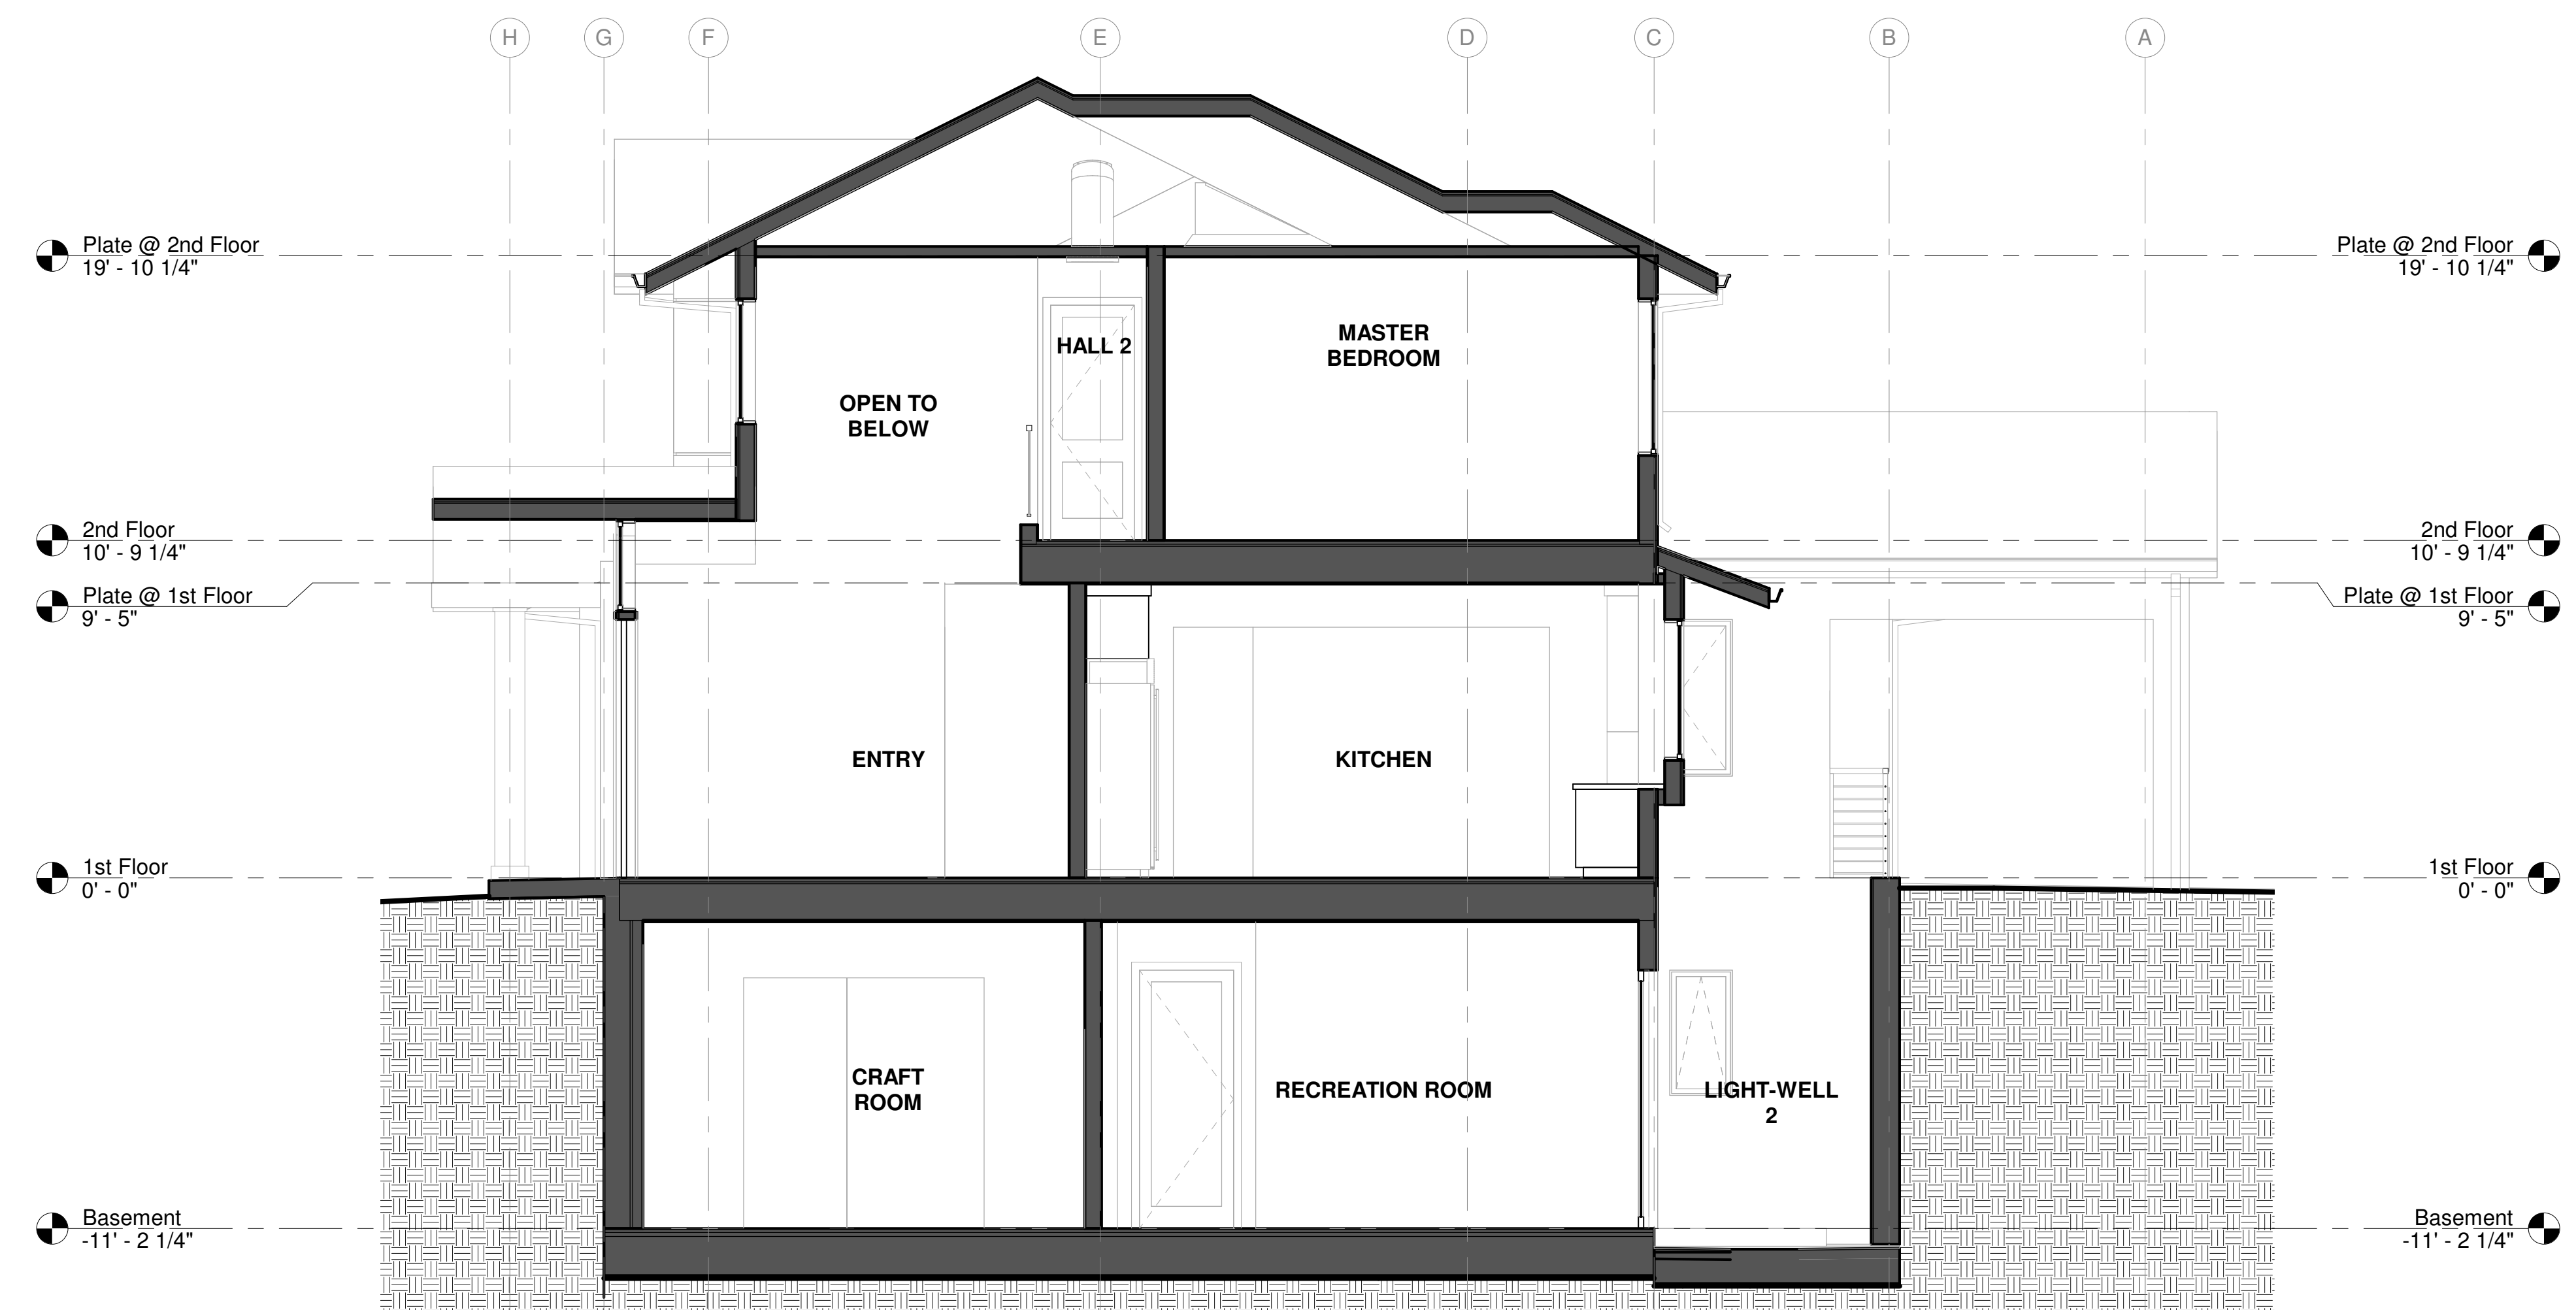 H G F E D C B A
Plate @ 2nd Floor
19' - 10 1/4"
Plate @ 2nd Floor
19' - 10 1/4"
MASTER
BEDROOM
HALL 2
OPEN TO
BELOW
2nd Floor
10' - 9 1/4"
2nd Floor
10' - 9 1/4"
Plate @ 1st Floor
9' - 5"
Plate @ 1st Floor
9' - 5"
ENTRY
KITCHEN
1st Floor
0' - 0"
1st Floor
0' - 0"
CRAFT
ROOM
RECREATION ROOM
LIGHT-WELL
2
Basement
-11' - 2 1/4"
Basement
-11' - 2 1/4"